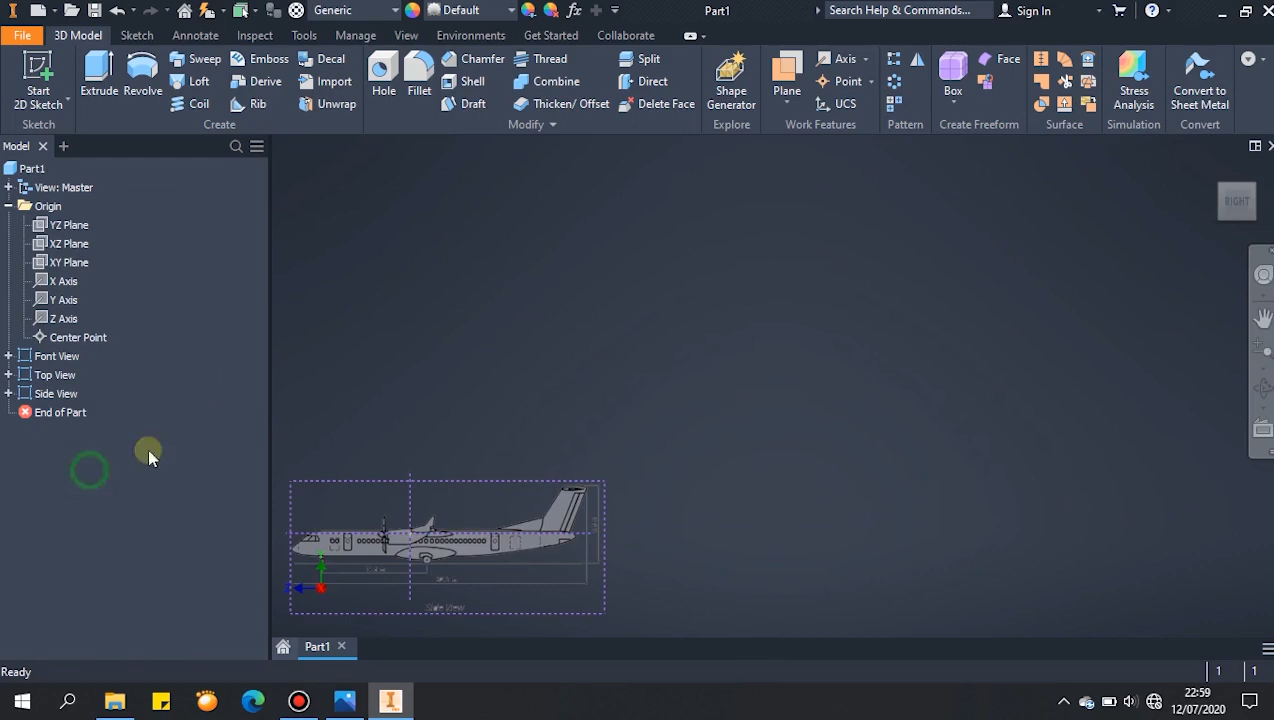 Generic
Default
Part1
Search Help & Commands...
Sign In
File
3D Model
Sketch
Annotate
Inspect
Tools
Manage
View
Environments
Get Started
Collaborate
Start
2D Sketch
Extrude
Revolve
Sweep
Loft
Coil
Emboss
Derive
Rib
Decal
Import
Unwrap
Hole
Fillet
Chamfer
Shell
Draft
Thread
Combine
Thicken/ Offset
Split
Direct
Delete Face
Shape
Generator
Plane
Axis
Point
UCS
Box
Face
Stress
Analysis
Convert to
Sheet Metal
Sketch
Create
Modify
Explore
Work Features
Pattern
Create Freeform
Surface
Simulation
Convert
Model
Part1
View: Master
Origin
YZ Plane
XZ Plane
XY Plane
X Axis
Y Axis
Z Axis
Center Point
Font View
Top View
Side View
End of Part
RIGHT
Side View
Part1
Ready
1 1
22:59
12/07/2020